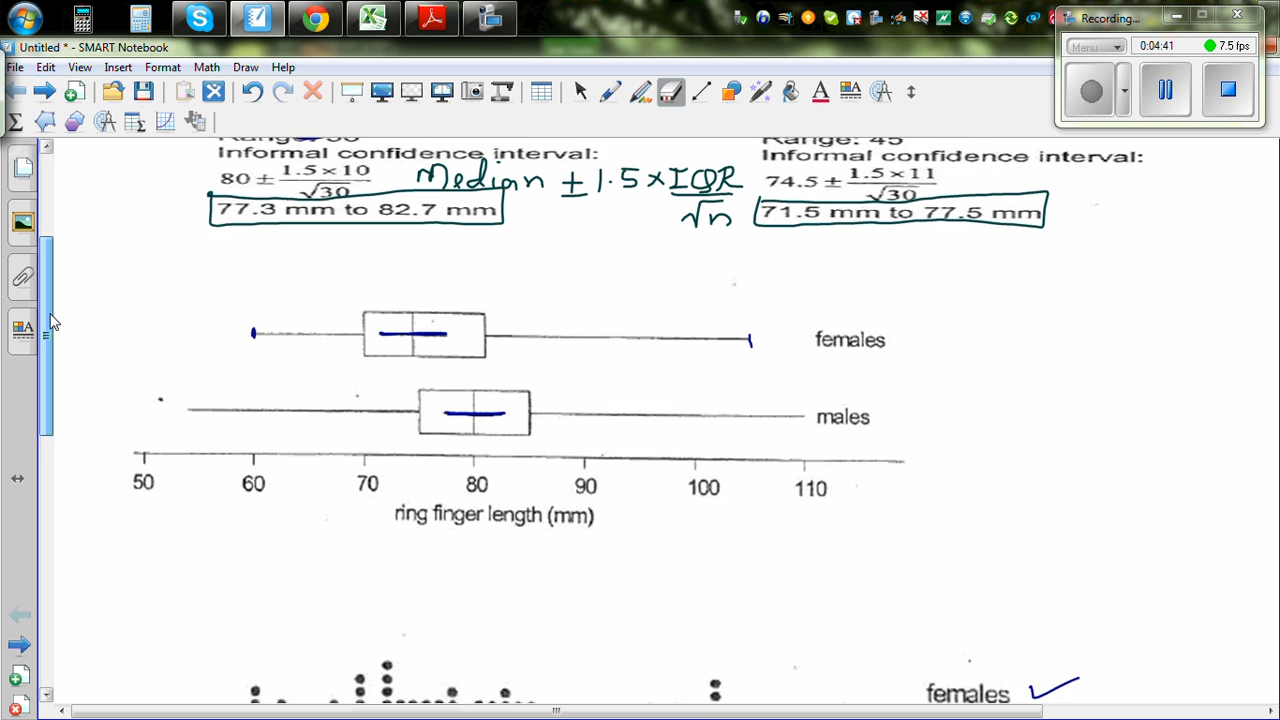 Recording...
Untitled * - SMART Notebook
Menu
0:04:41
7.5 fps
File Edit View Insert Format Math Draw Help
Range: 45
Informal confidence interval:
80 ± 1.5 × 10 / √30
77.3 mm to 82.7 mm
Median ± 1.5 × IQR / √n
Informal confidence interval:
74.5 ± 1.5 × 11 / √30
71.5 mm to 77.5 mm
females
males
50 60 70 80 90 100 110
ring finger length (mm)
females